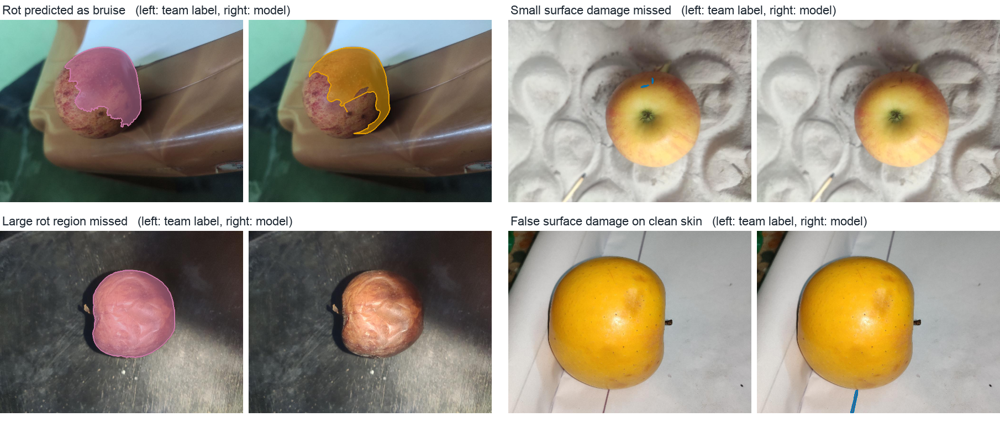 Rot predicted as bruise (left: team label, right: model)
Small surface damage missed (left: team label, right: model)
Large rot region missed (left: team label, right: model)
False surface damage on clean skin (left: team label, right: model)